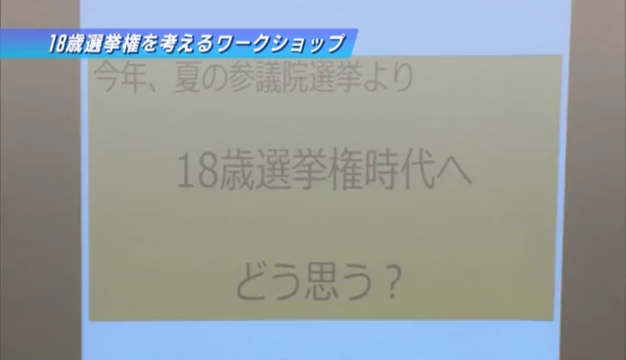 18歳選挙権を考えるワークショップ
今年、夏の参議院選挙より
18歳選挙権時代へ
どう思う？